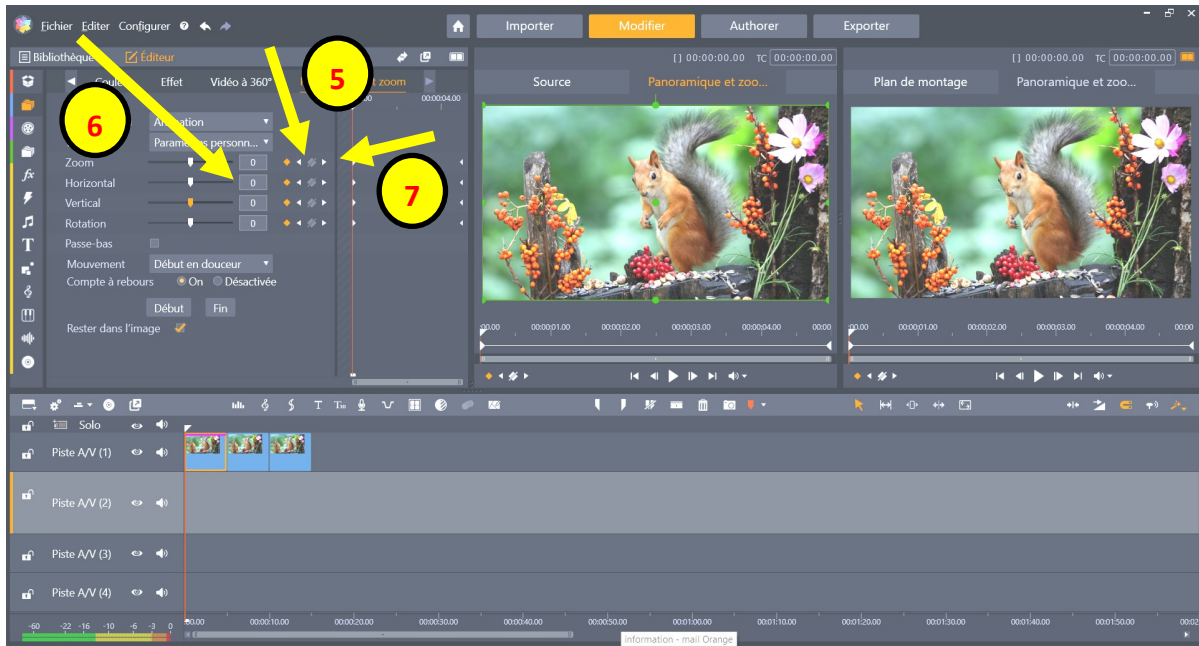 Fichier Editer Configurer
Importer Modifier Authorer Exporter
Bibliothèque Éditeur
[] 00:00:00.00 TC 00:00:00.00
[] 00:00:00.00 TC 00:00:00.00
Effet Vidéo à 360° zoom
00:00:04.00
Source Panoramique et zoo...
Plan de montage Panoramique et zoo...
5
6
7
Animation
Zoom 0
Horizontal 0
Vertical 0
Rotation 0
Passe-bas
Mouvement Début en douceur
Compte à rebours On Désactivée
Début Fin
Rester dans l'image
:00.00 00:00:01.00 00:00:02.00 00:00:03.00 00:00:04.00 00:00
:00.00 00:00:01.00 00:00:02.00 00:00:03.00 00:00:04.00 00:00
Solo
Piste A/V (1)
Piste A/V (2)
Piste A/V (3)
Piste A/V (4)
-60 -22 -16 -10 -6 -3 0
:00.00 00:00:10.00 00:00:20.00 00:00:30.00 00:00:40.00 00:00:50.00 00:01:00.00 00:01:10.00 00:01:20.00 00:01:30.00 00:01:40.00 00:01:50.00 00:02
information - mail Orange